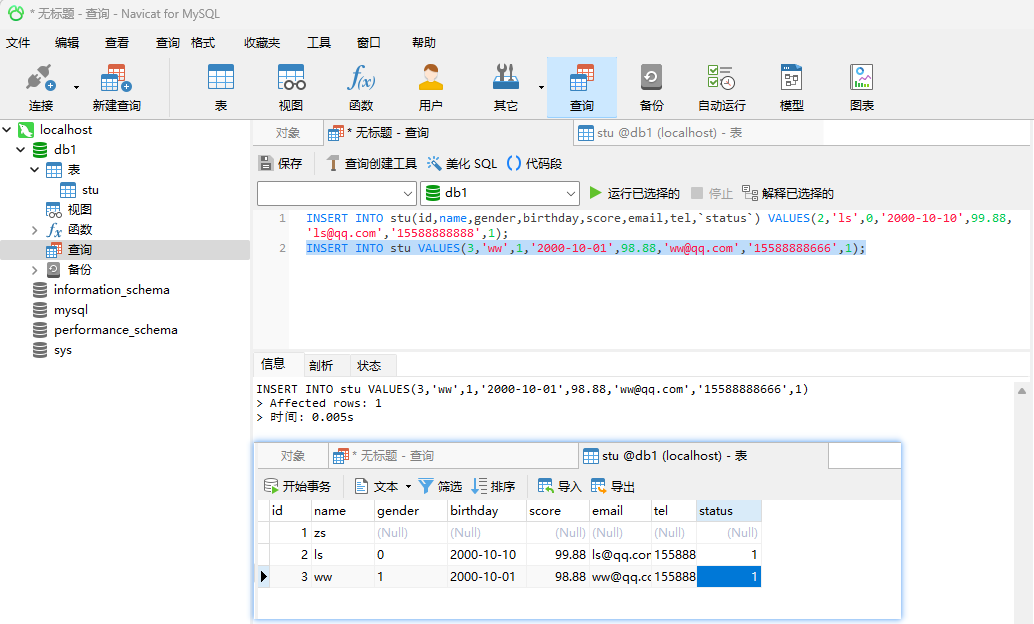 * 无标题 - 查询 - Navicat for MySQL
文件 编辑 查看 查询 格式 收藏夹 工具 窗口 帮助
连接 新建查询 表 视图 函数 用户 其它 查询 备份 自动运行 模型 图表
localhost
db1
表
stu
视图
函数
查询
备份
information_schema
mysql
performance_schema
sys
对象 * 无标题 - 查询 stu @db1 (localhost) - 表
保存 查询创建工具 美化 SQL () 代码段
db1 运行已选择的 停止 解释已选择的
1 INSERT INTO stu(id,name,gender,birthday,score,email,tel,`status`) VALUES(2,'ls',0,'2000-10-10',99.88,
'ls@qq.com','15588888888',1);
2 INSERT INTO stu VALUES(3,'ww',1,'2000-10-01',98.88,'ww@qq.com','15588888666',1);
信息 剖析 状态
INSERT INTO stu VALUES(3,'ww',1,'2000-10-01',98.88,'ww@qq.com','15588888666',1)
> Affected rows: 1
> 时间: 0.005s
对象 * 无标题 - 查询 stu @db1 (localhost) - 表
开始事务 文本 筛选 排序 导入 导出
id name gender birthday score email tel status
1 zs (Null) (Null) (Null) (Null) (Null) (Null)
2 ls 0 2000-10-10 99.88 ls@qq.cor 155888 1
3 ww 1 2000-10-01 98.88 ww@qq.cc 155888 1